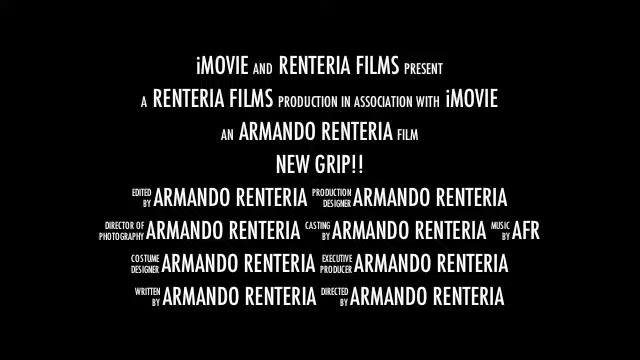 iMOVIE AND RENTERIA FILMS PRESENT
A RENTERIA FILMS PRODUCTION IN ASSOCIATION WITH iMOVIE
AN ARMANDO RENTERIA FILM
NEW GRIP!!
EDITED BY ARMANDO RENTERIA PRODUCTION DESIGNER ARMANDO RENTERIA
DIRECTOR OF PHOTOGRAPHY ARMANDO RENTERIA CASTING BY ARMANDO RENTERIA MUSIC BY AFR
COSTUME DESIGNER ARMANDO RENTERIA EXECUTIVE PRODUCER ARMANDO RENTERIA
WRITTEN BY ARMANDO RENTERIA DIRECTED BY ARMANDO RENTERIA